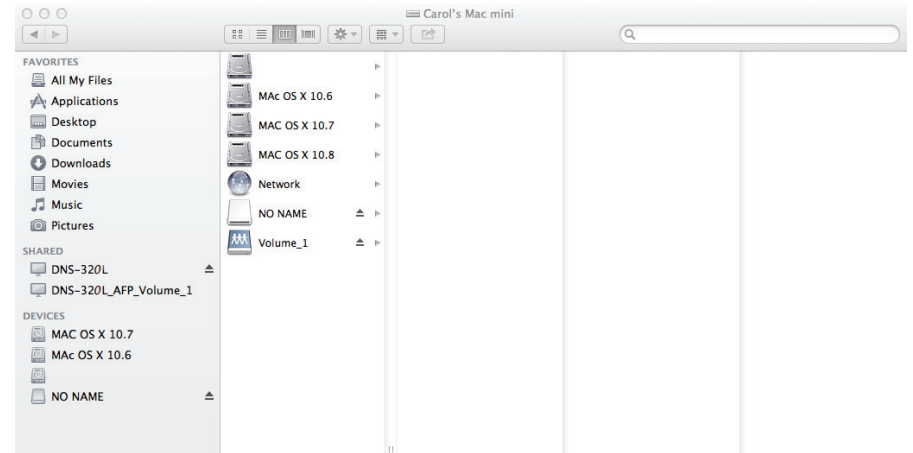 Carol's Mac mini
FAVORITES
All My Files
Applications
Desktop
Documents
Downloads
Movies
Music
Pictures
SHARED
DNS-320L
DNS-320L_AFP_Volume_1
DEVICES
MAC OS X 10.7
MAc OS X 10.6
NO NAME
MAc OS X 10.6
MAC OS X 10.7
MAC OS X 10.8
Network
NO NAME
Volume_1